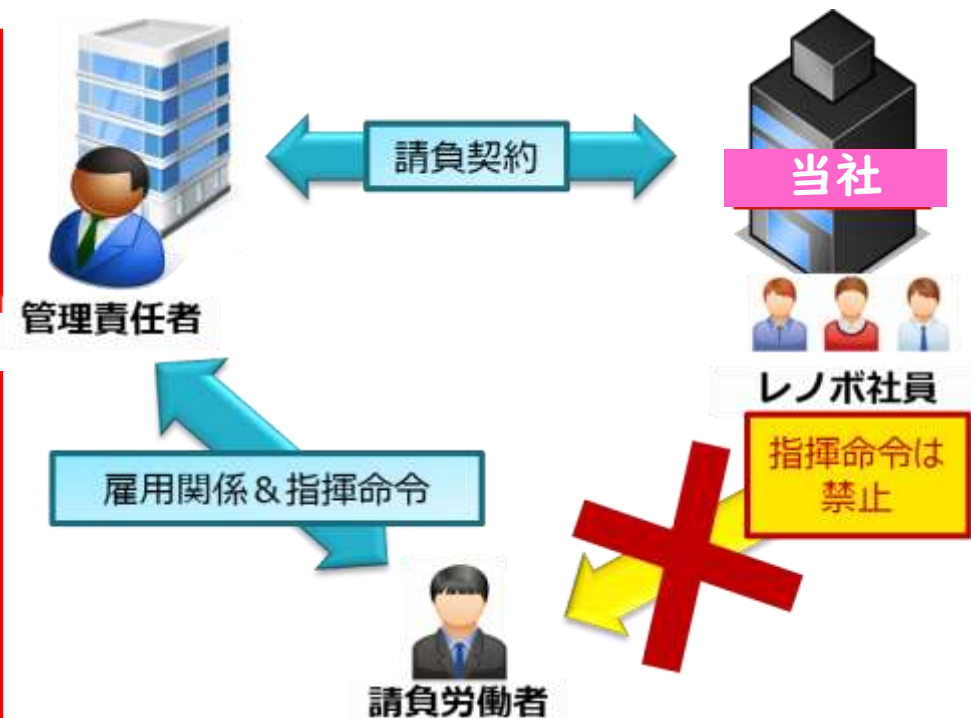 請負契約
当社
管理責任者
レノボ社員
指揮命令は
禁止
雇用関係＆指揮命令
請負労働者